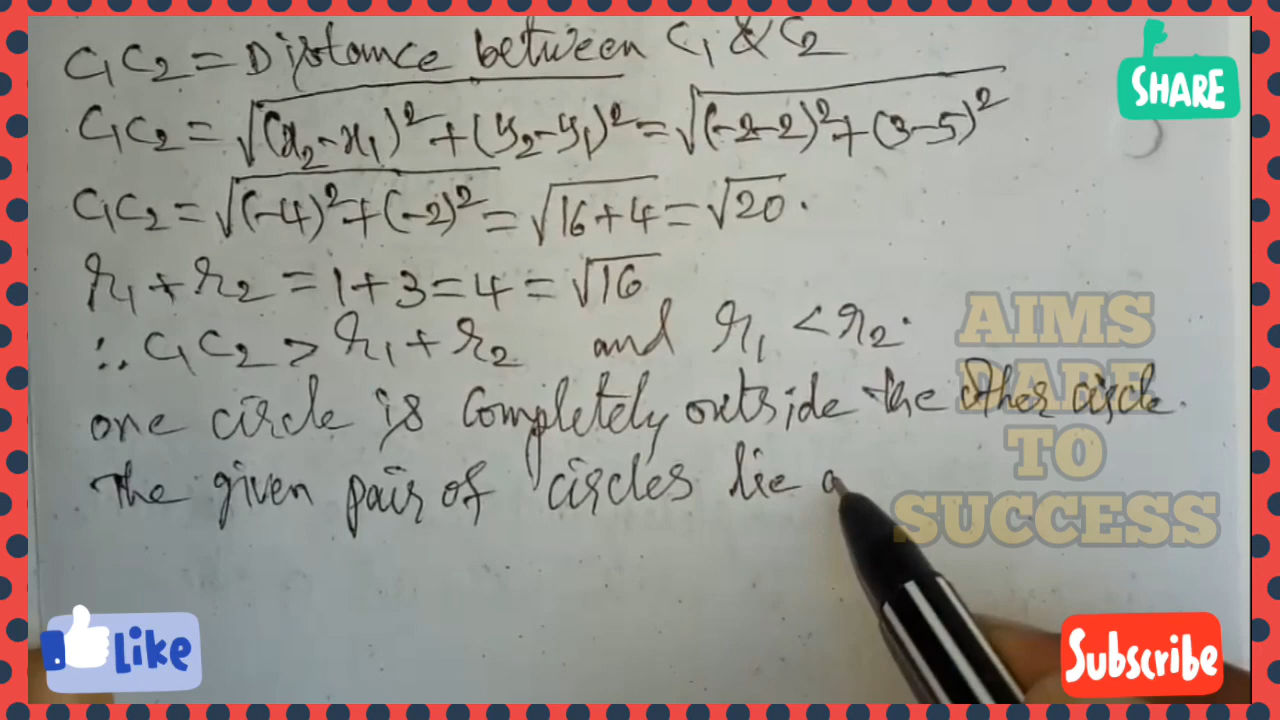 C₁C₂ = Distance between C₁ & C₂
SHARE
C₁C₂ = √(x₂-x₁)²+(y₂-y₁)² = √(-2-2)²+(3-5)²
C₁C₂ = √(-4)²+(-2)² = √16+4 = √20.
r₁+r₂ = 1+3 = 4 = √16
∴ C₁C₂ > r₁+r₂ and r₁ < r₂.
one circle is completely outside the other circle.
The given pair of circles lie a
AIMS
DARE
TO
SUCCESS
Like
Subscribe